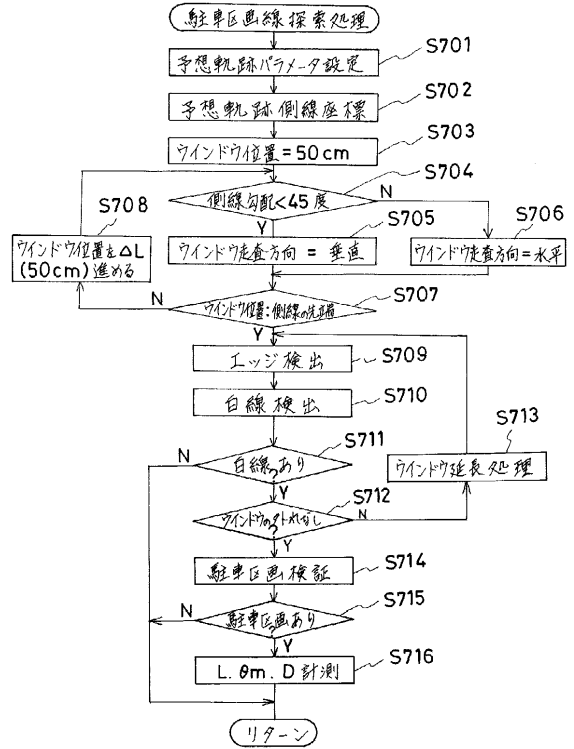 駐車区画線探索処理
S701
予想軌跡パラメータ設定
S702
予想軌跡側線座標
S703
ウインドウ位置=50cm
S704
側線勾配<45度
N
Y
S705
ウインドウ走査方向 = 垂直
S706
ウインドウ走査方向=水平
S708
ウインドウ位置をΔL
(50cm)進める
S707
ウインドウ位置:側線の先立端
N
Y
S709
エッジ検出
S710
白線検出
S711
白線?あり
N
Y
S713
ウインドウ延長処理
S712
ウインドウの?外れなし
N
Y
S714
駐車区画検証
S715
駐車区画?あり
N
Y
S716
L.θm.D計測
リターン